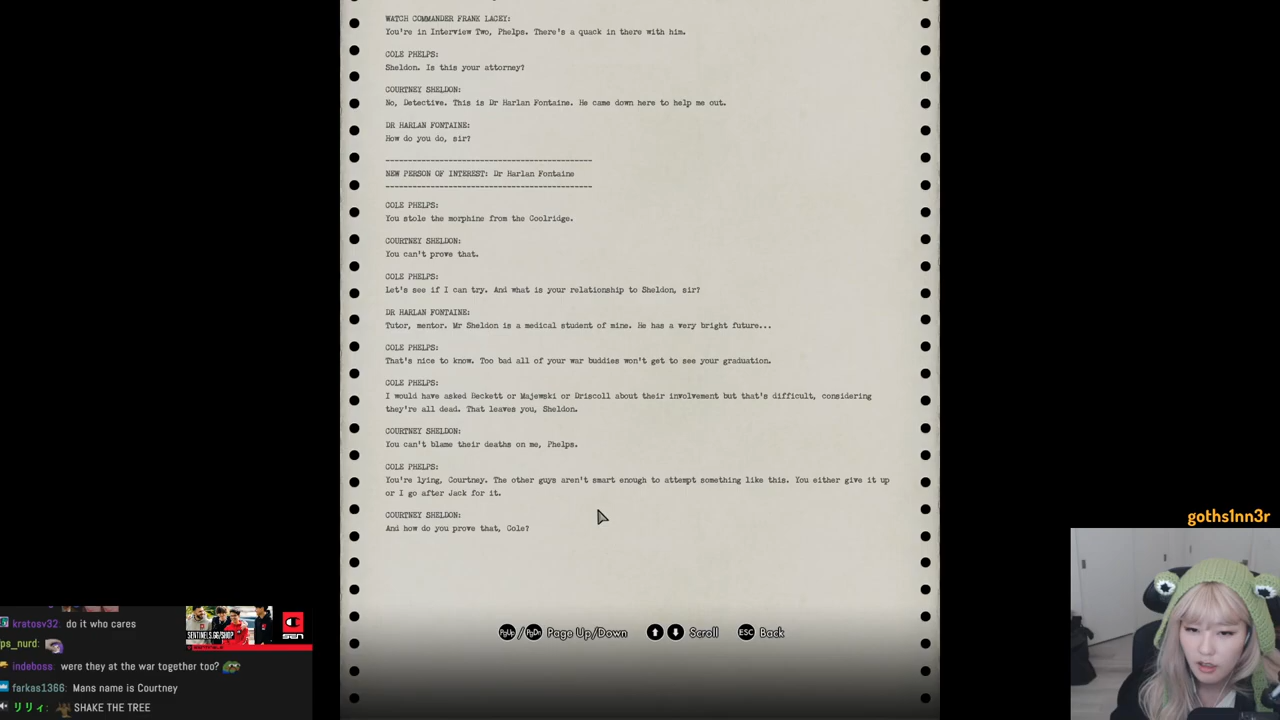 WATCH COMMANDER FRANK LACEY:
You're in Interview Two, Phelps. There's a quack in there with him.
COLE PHELPS:
Sheldon. Is this your attorney?
COURTNEY SHELDON:
No, Detective. This is Dr Harlan Fontaine. He came down here to help me out.
DR HARLAN FONTAINE:
How do you do, sir?
NEW PERSON OF INTEREST: Dr Harlan Fontaine
COLE PHELPS:
You stole the morphine from the Coolridge.
COURTNEY SHELDON:
You can't prove that.
COLE PHELPS:
Let's see if I can try. And what is your relationship to Sheldon, sir?
DR HARLAN FONTAINE:
Tutor, mentor. Mr Sheldon is a medical student of mine. He has a very bright future...
COLE PHELPS:
That's nice to know. Too bad all of your war buddies won't get to see your graduation.
COLE PHELPS:
I would have asked Beckett or Majewski or Driscoll about their involvement but that's difficult, considering
they're all dead. That leaves you, Sheldon.
COURTNEY SHELDON:
You can't blame their deaths on me, Phelps.
COLE PHELPS:
You're lying, Courtney. The other guys aren't smart enough to attempt something like this. You either give it up
or I go after Jack for it.
COURTNEY SHELDON:
And how do you prove that, Cole?
PgUp/PgDn Page Up/Down
Scroll
ESC Back
goths1nn3r
SENTINELS.GG/SHOP
SEN
kratosv32: do it who cares
ps_nurd:
indeboss: were they at the war together too?
farkas1366: Mans name is Courtney
リリィ: SHAKE THE TREE